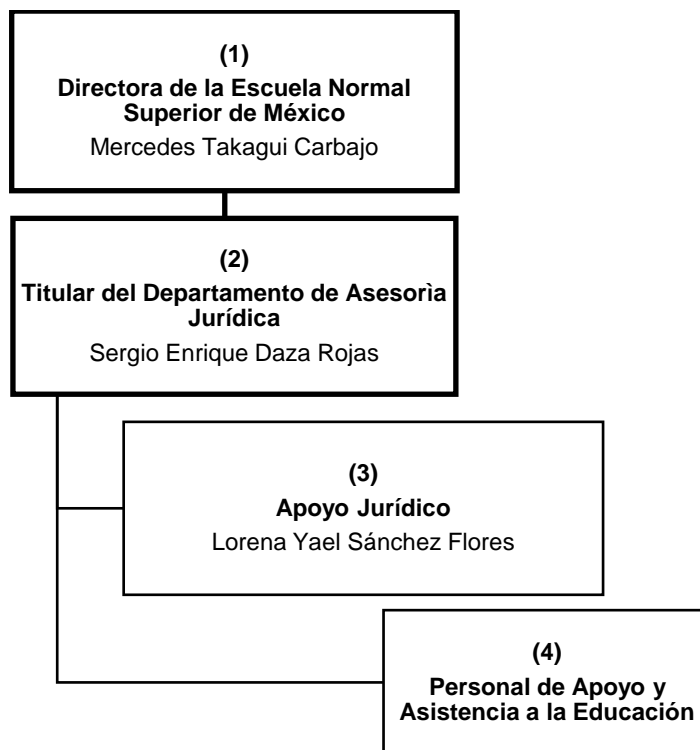 (1)
Directora de la Escuela Normal
Superior de México
Mercedes Takagui Carbajo
(2)
Titular del Departamento de Asesorìa
Jurídica
Sergio Enrique Daza Rojas
(3)
Apoyo Jurídico
Lorena Yael Sánchez Flores
(4)
Personal de Apoyo y
Asistencia a la Educación